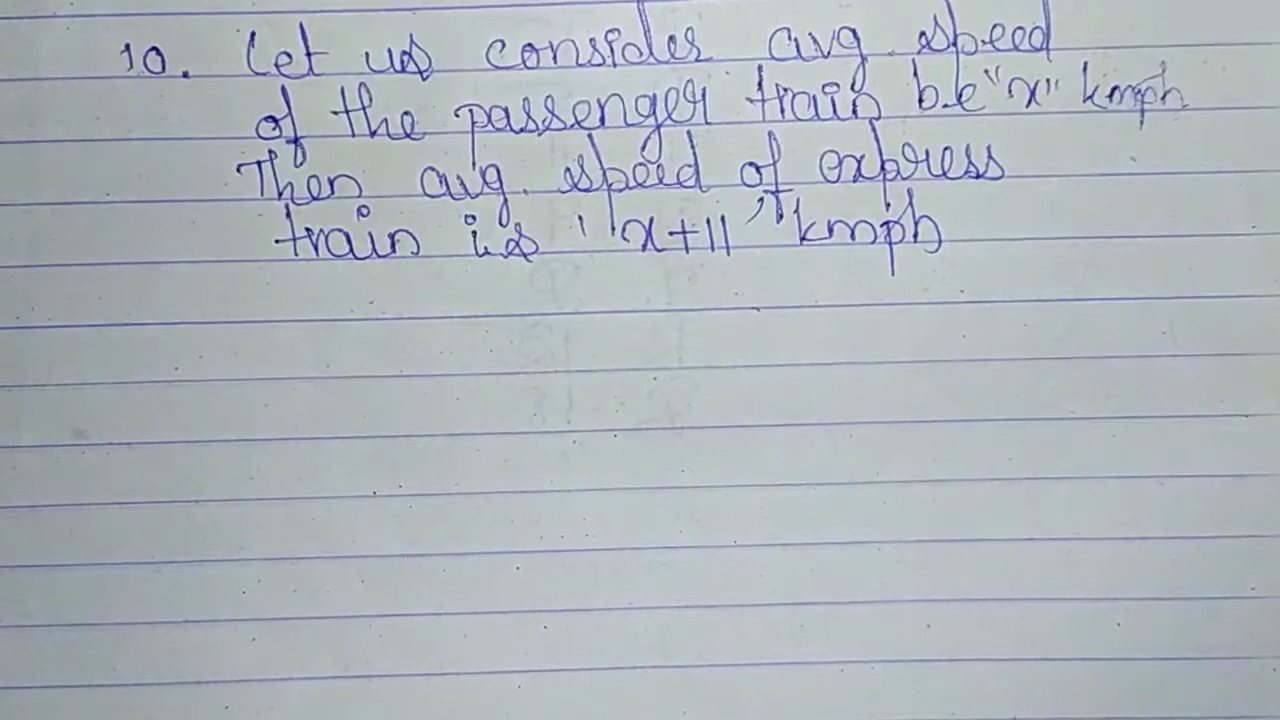 10. Let us consider avg. speed
of the passenger train be "x" kmph
Then avg. speed of express
train is "x+11" kmph